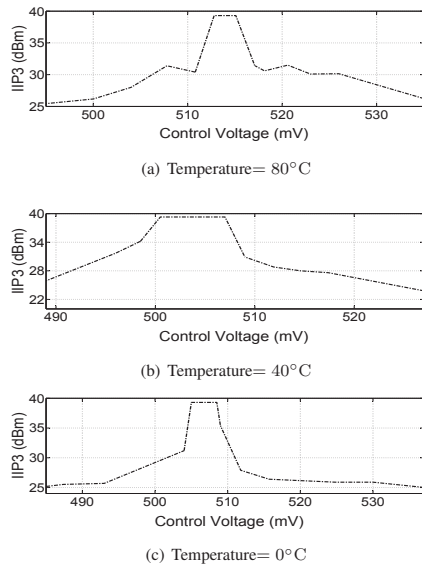 40
35
30
25
IIP3 (dBm)
500 510 520 530
Control Voltage (mV)
(a) Temperature= 80°C
40
34
28
22
IIP3 (dBm)
490 500 510 520
Control Voltage (mV)
(b) Temperature= 40°C
40
35
30
25
IIP3 (dBm)
490 500 510 520 530
Control Voltage (mV)
(c) Temperature= 0°C